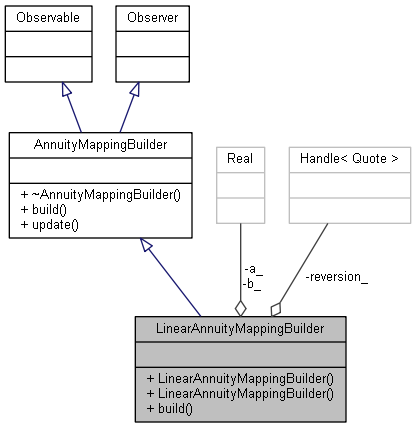 Observable
Observer
AnnuityMappingBuilder
+ ~AnnuityMappingBuilder()
+ build()
+ update()
Real
Handle< Quote >
-a_
-b_
-reversion_
LinearAnnuityMappingBuilder
+ LinearAnnuityMappingBuilder()
+ LinearAnnuityMappingBuilder()
+ build()